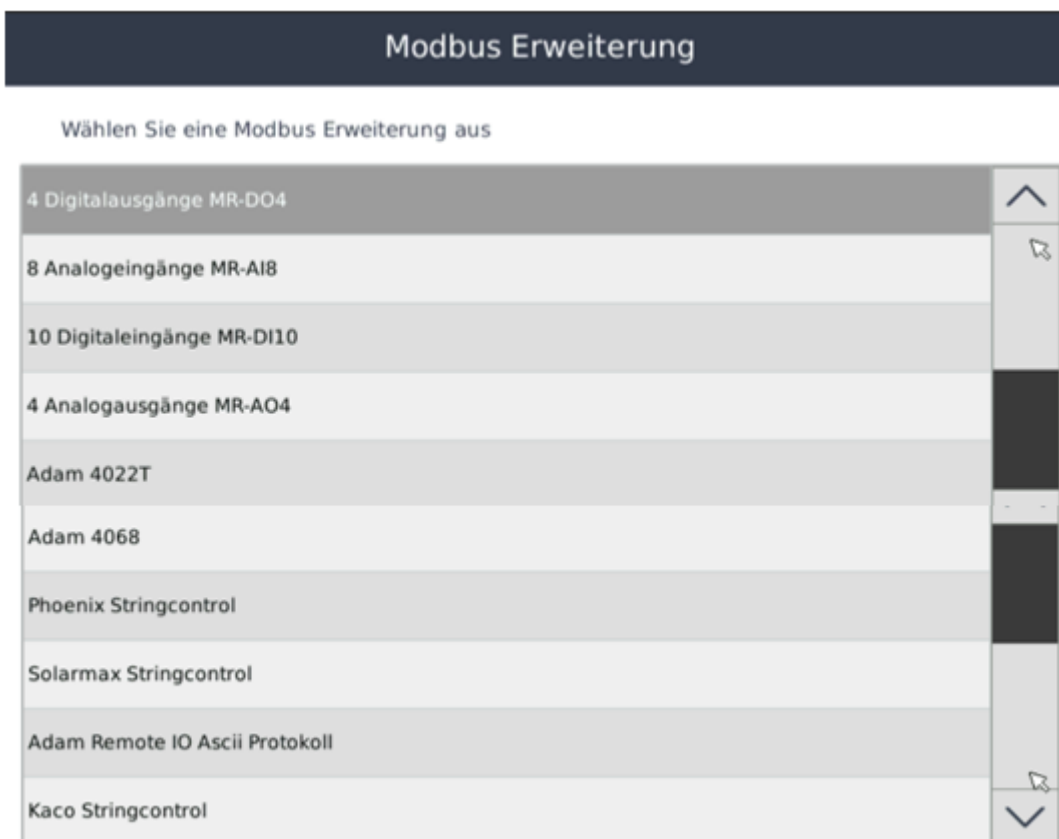 Modbus Erweiterung
Wählen Sie eine Modbus Erweiterung aus
4 Digitalausgänge MR-DO4
8 Analogeingänge MR-AI8
10 Digitaleingänge MR-DI10
4 Analogausgänge MR-AO4
Adam 4022T
Adam 4068
Phoenix Stringcontrol
Solarmax Stringcontrol
Adam Remote IO Ascii Protokoll
Kaco Stringcontrol